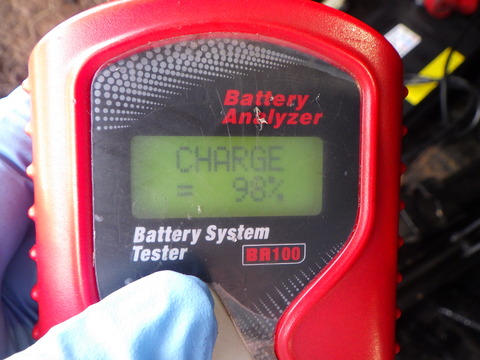 Battery
Analyzer
CHARGE
= 98%
Battery System
Tester BR100